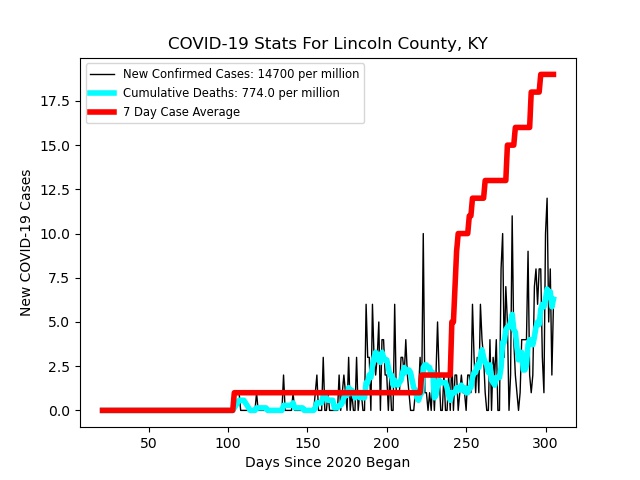 COVID-19 Stats For Lincoln County, KY
New Confirmed Cases: 14700 per million
Cumulative Deaths: 774.0 per million
7 Day Case Average
New COVID-19 Cases
17.5
15.0
12.5
10.0
7.5
5.0
2.5
0.0
50 100 150 200 250 300
Days Since 2020 Began